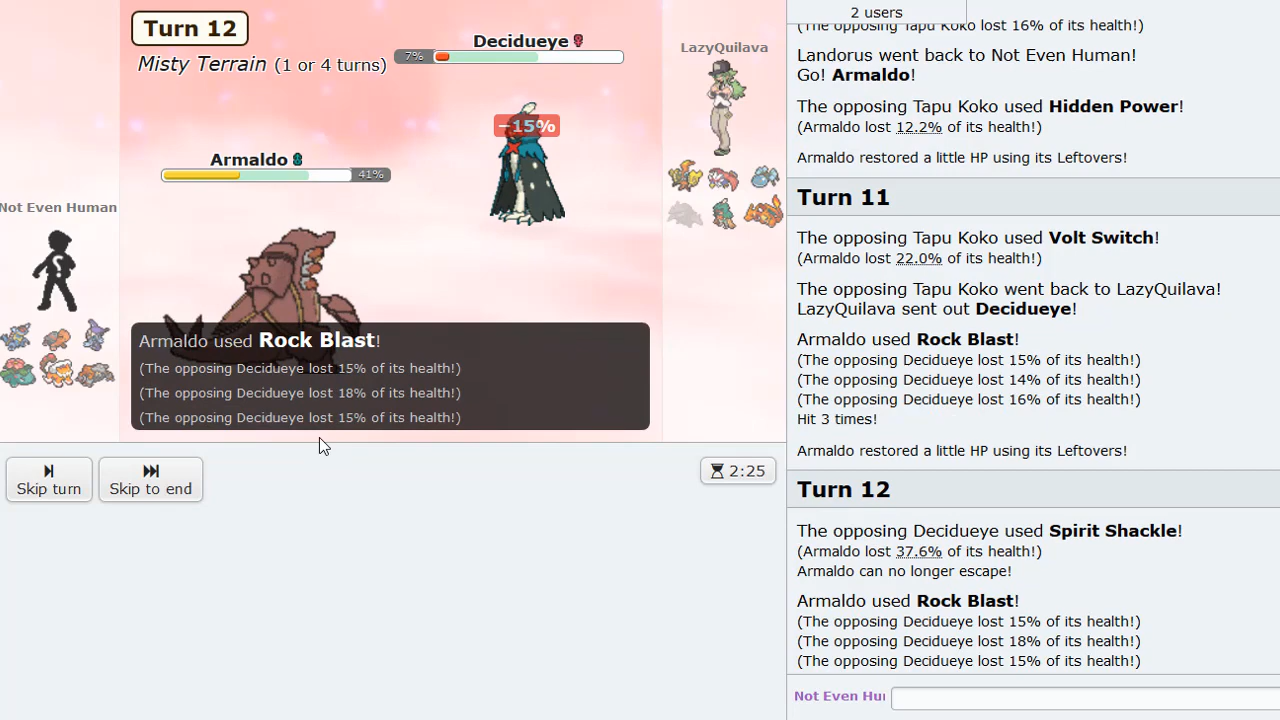 Turn 12
Misty Terrain (1 or 4 turns)
Decidueye
7%
LazyQuilava
−15%
Armaldo
41%
Not Even Human
Armaldo used Rock Blast!
(The opposing Decidueye lost 15% of its health!)
(The opposing Decidueye lost 18% of its health!)
(The opposing Decidueye lost 15% of its health!)
Skip turn
Skip to end
2:25
2 users
(The opposing Tapu Koko lost 16% of its health!)
Landorus went back to Not Even Human!
Go! Armaldo!
The opposing Tapu Koko used Hidden Power!
(Armaldo lost 12.2% of its health!)
Armaldo restored a little HP using its Leftovers!
Turn 11
The opposing Tapu Koko used Volt Switch!
(Armaldo lost 22.0% of its health!)
The opposing Tapu Koko went back to LazyQuilava!
LazyQuilava sent out Decidueye!
Armaldo used Rock Blast!
(The opposing Decidueye lost 15% of its health!)
(The opposing Decidueye lost 14% of its health!)
(The opposing Decidueye lost 16% of its health!)
Hit 3 times!
Armaldo restored a little HP using its Leftovers!
Turn 12
The opposing Decidueye used Spirit Shackle!
(Armaldo lost 37.6% of its health!)
Armaldo can no longer escape!
Armaldo used Rock Blast!
(The opposing Decidueye lost 15% of its health!)
(The opposing Decidueye lost 18% of its health!)
(The opposing Decidueye lost 15% of its health!)
Not Even Hu